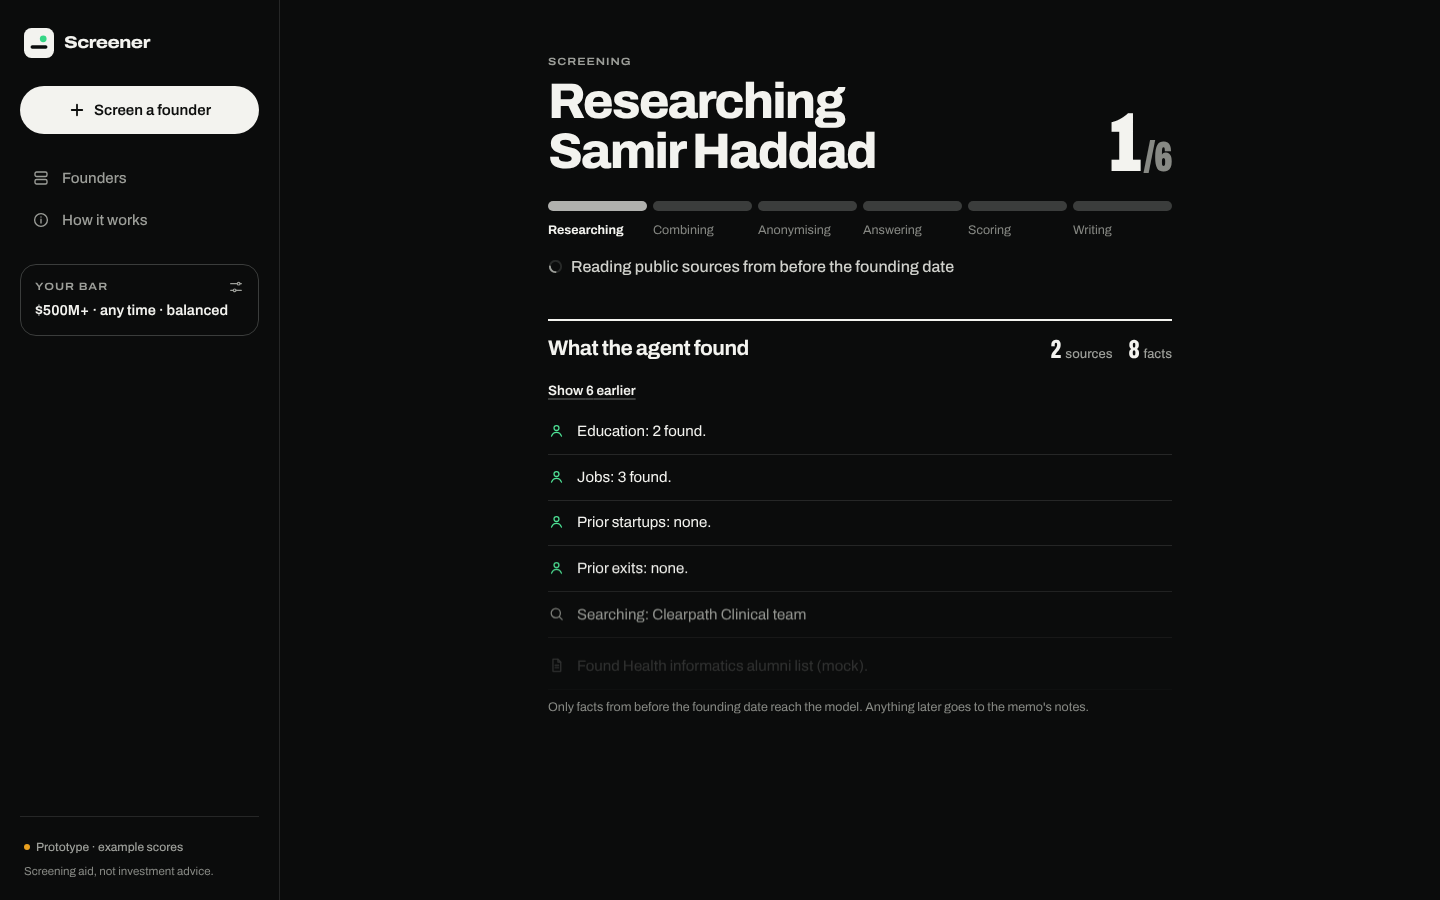 Screener
Screen a founder
Founders
How it works
YOUR BAR
$500M+ · any time · balanced
Prototype · example scores
Screening aid, not investment advice.
SCREENING
Researching
Samir Haddad
1/6
Researching Combining Anonymising Answering Scoring Writing
Reading public sources from before the founding date
What the agent found
2 sources 8 facts
Show 6 earlier
Education: 2 found.
Jobs: 3 found.
Prior startups: none.
Prior exits: none.
Searching: Clearpath Clinical team
Found Health informatics alumni list (mock).
Only facts from before the founding date reach the model. Anything later goes to the memo's notes.